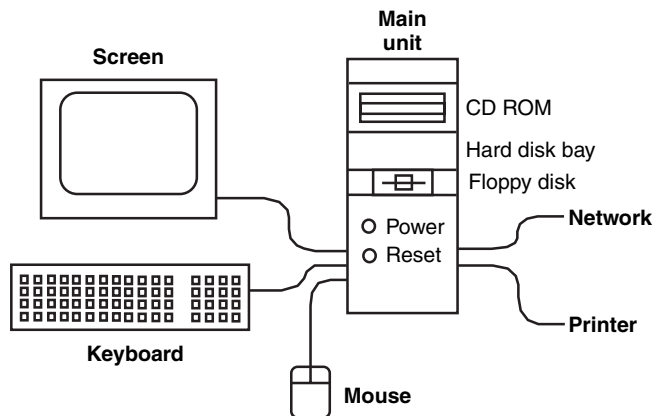 Main
unit
Screen
CD ROM
Hard disk bay
Floppy disk
Power
Network
Reset
Printer
Keyboard
Mouse